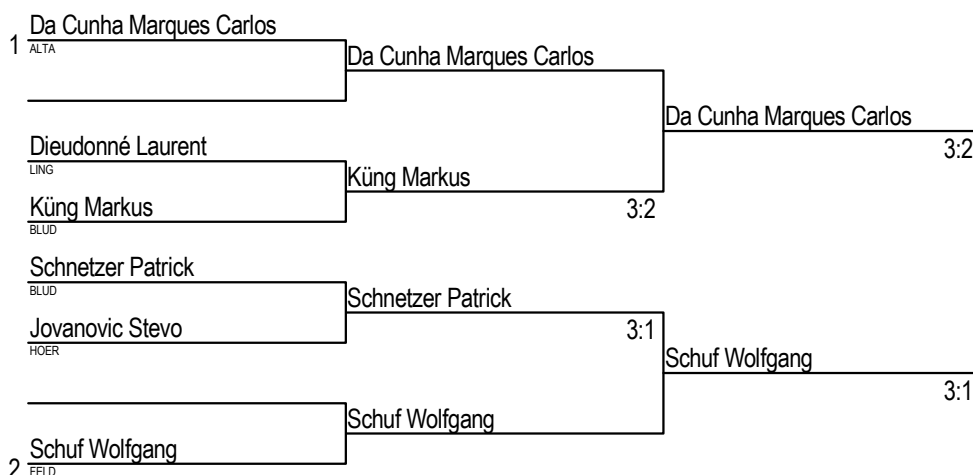 Da Cunha Marques Carlos
1 ALTA
Da Cunha Marques Carlos
Da Cunha Marques Carlos
3:2
Dieudonné Laurent
LING
Küng Markus
3:2
Küng Markus
BLUD
Schnetzer Patrick
BLUD
Schnetzer Patrick
3:1
Jovanovic Stevo
HOER
Schuf Wolfgang
3:1
Schuf Wolfgang
Schuf Wolfgang
2 FELD